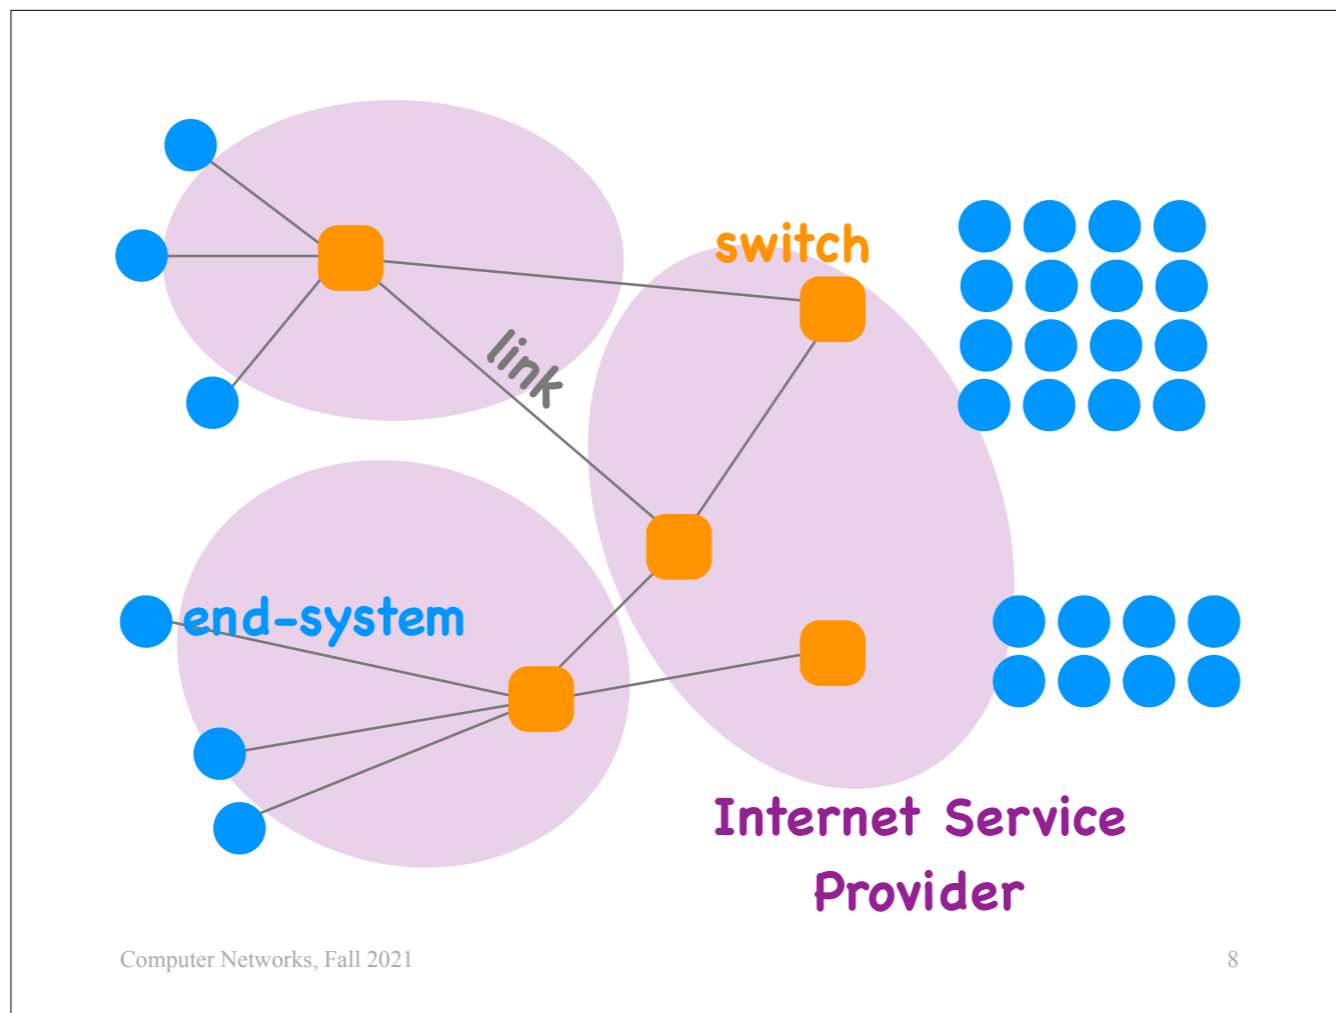 switch
link
end-system
Internet Service
Provider
Computer Networks, Fall 2021
8